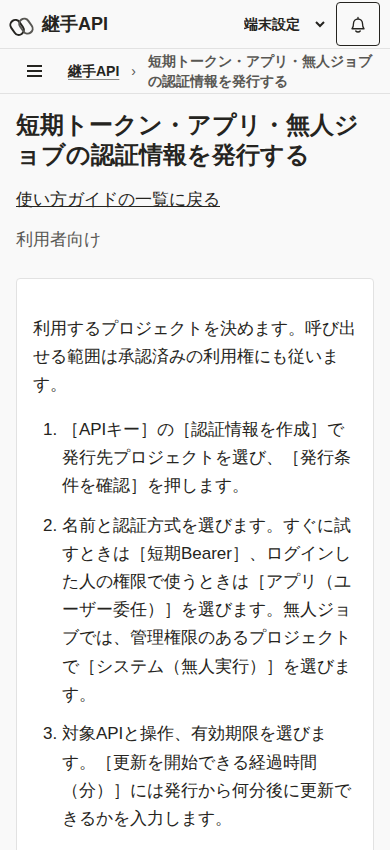 継手API
端末設定
継手API
›
短期トークン・アプリ・無人ジョブ
の認証情報を発行する
短期トークン・アプリ・無人ジ
ョブの認証情報を発行する
使い方ガイドの一覧に戻る
利用者向け
利用するプロジェクトを決めます。呼び出
せる範囲は承認済みの利用権にも従いま
す。
1. ［APIキー］の［認証情報を作成］で
発行先プロジェクトを選び、［発行条
件を確認］を押します。
2. 名前と認証方式を選びます。すぐに試
すときは［短期Bearer］、ログインし
た人の権限で使うときは［アプリ（ユ
ーザー委任）］を選びます。無人ジョ
ブでは、管理権限のあるプロジェクト
で［システム（無人実行）］を選びま
す。
3. 対象APIと操作、有効期限を選びま
す。［更新を開始できる経過時間
（分）］には発行から何分後に更新で
きるかを入力します。